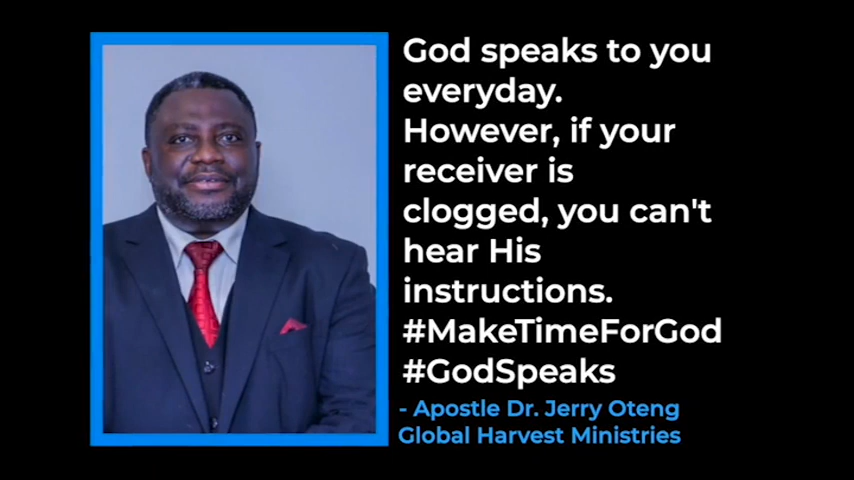 God speaks to you
everyday.
However, if your
receiver is
clogged, you can't
hear His
instructions.
#MakeTimeForGod
#GodSpeaks
- Apostle Dr. Jerry Oteng
Global Harvest Ministries